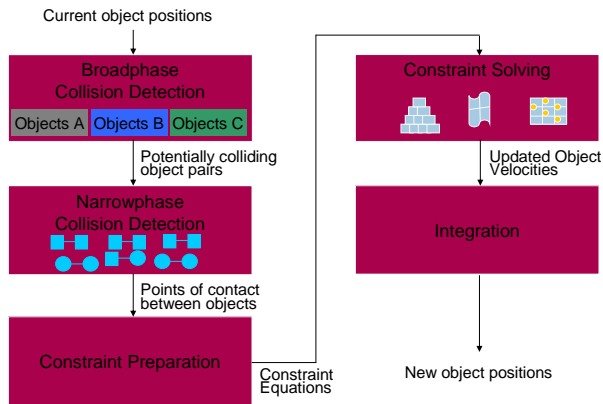 Current object positions
Broadphase
Collision Detection
Objects A
Objects B
Objects C
Potentially colliding
object pairs
Narrowphase
Collision Detection
Points of contact
between objects
Constraint Preparation
Constraint
Equations
Constraint Solving
Updated Object
Velocities
Integration
New object positions